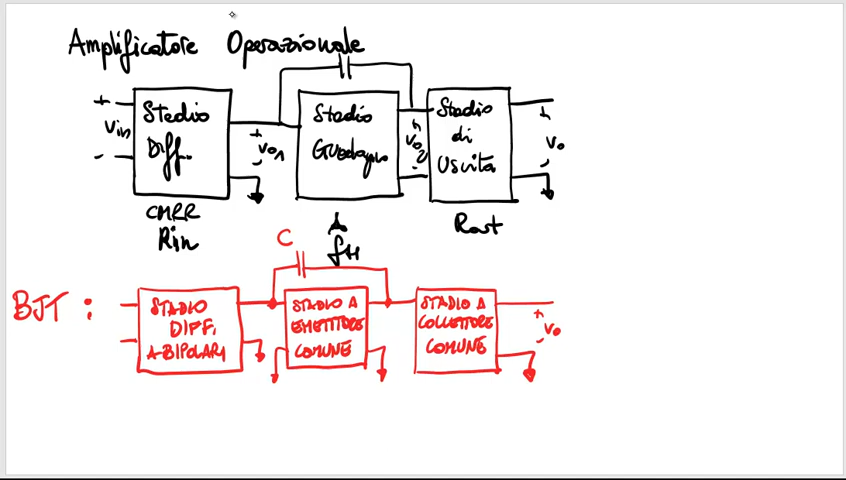 Amplificatore Operazionale
+
vin
-
Stadio
Diff.
+
vo1
-
Stadio
Guadagno
+
vo2
-
Stadio
di
Uscita
+
vo
-
CMRR
Rin
A
fH
Rout
C
BJT :
STADIO
DIFF.
A BIPOLARI
STADIO A
EMETTITORE
COMUNE
STADIO A
COLLETTORE
COMUNE
+
vo
-